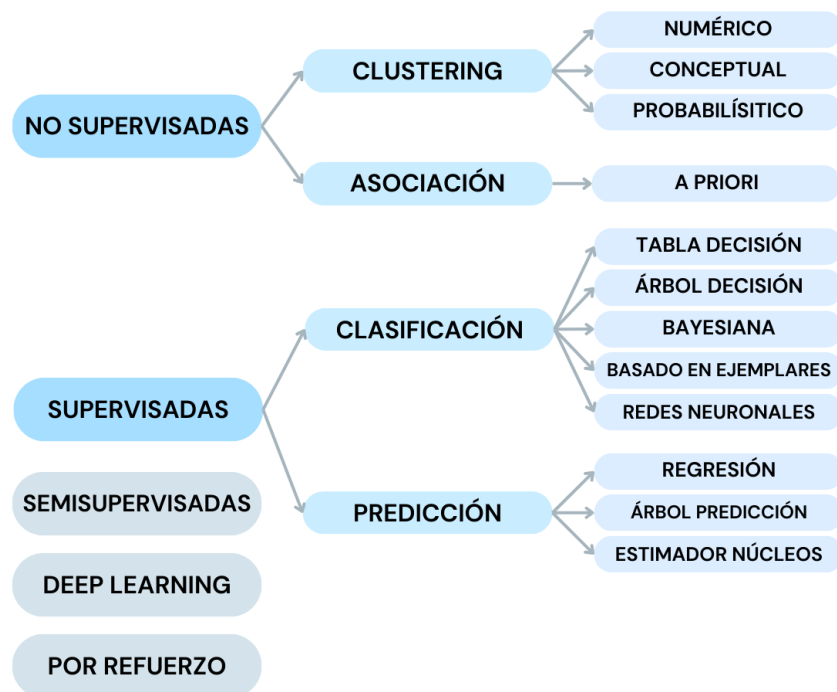 NO SUPERVISADAS
CLUSTERING
NUMÉRICO
CONCEPTUAL
PROBABILÍSITICO
ASOCIACIÓN
A PRIORI
SUPERVISADAS
CLASIFICACIÓN
TABLA DECISIÓN
ÁRBOL DECISIÓN
BAYESIANA
BASADO EN EJEMPLARES
REDES NEURONALES
PREDICCIÓN
REGRESIÓN
ÁRBOL PREDICCIÓN
ESTIMADOR NÚCLEOS
SEMISUPERVISADAS
DEEP LEARNING
POR REFUERZO